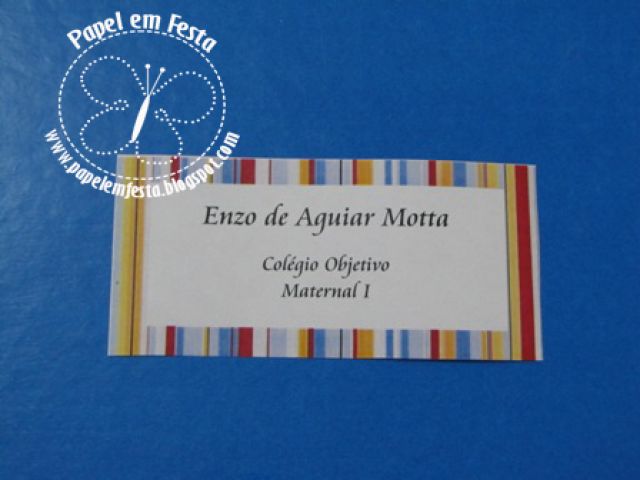 Papel em Festa
www.papelemfesta.blogspot.com
Enzo de Aguiar Motta
Colégio Objetivo
Maternal I